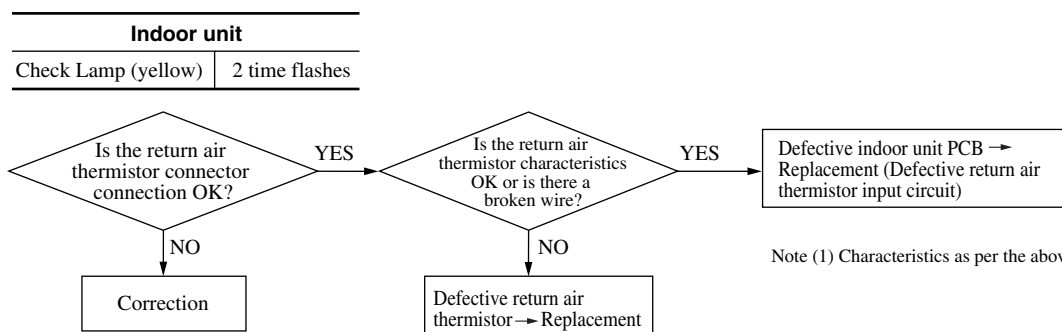 Indoor unit
Check Lamp (yellow) 2 time flashes
Is the return air
thermistor connector
connection OK?
YES
Is the return air
thermistor characteristics
OK or is there a
broken wire?
YES
Defective indoor unit PCB →
Replacement (Defective return air
thermistor input circuit)
NO
NO
Note (1) Characteristics as per the above
Correction
Defective return air
thermistor → Replacement